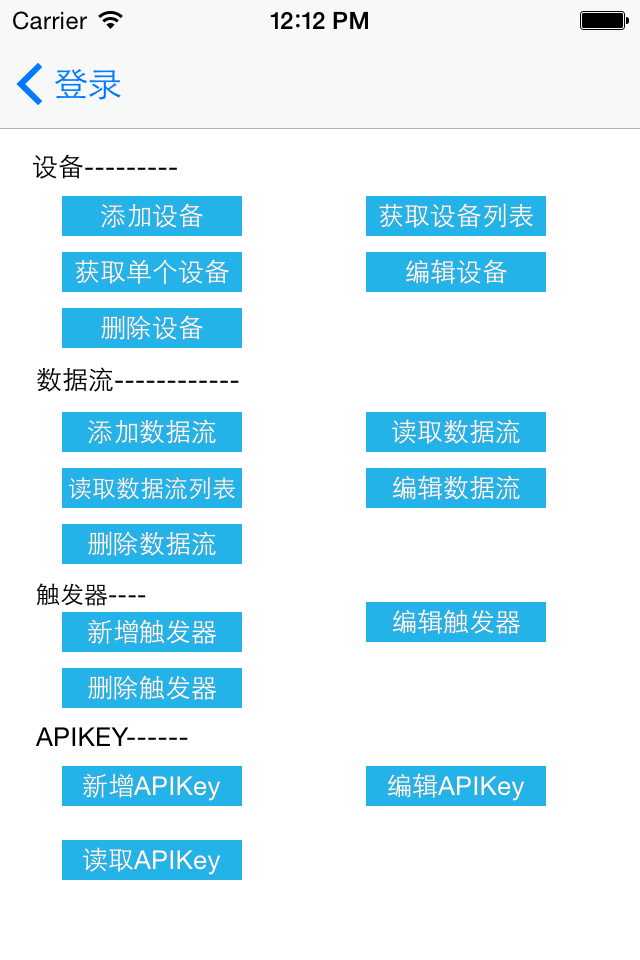 Carrier 12:12 PM
登录
设备---------
添加设备 获取设备列表
获取单个设备 编辑设备
删除设备
数据流------------
添加数据流 读取数据流
读取数据流列表 编辑数据流
删除数据流
触发器----
新增触发器 编辑触发器
删除触发器
APIKEY------
新增APIKey 编辑APIKey
读取APIKey